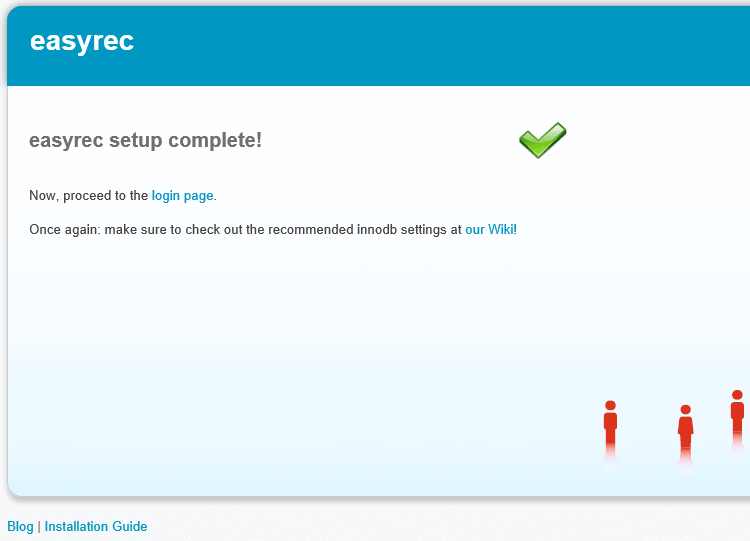 easyrec
easyrec setup complete!
Now, proceed to the login page.
Once again: make sure to check out the recommended innodb settings at our Wiki!
Blog | Installation Guide